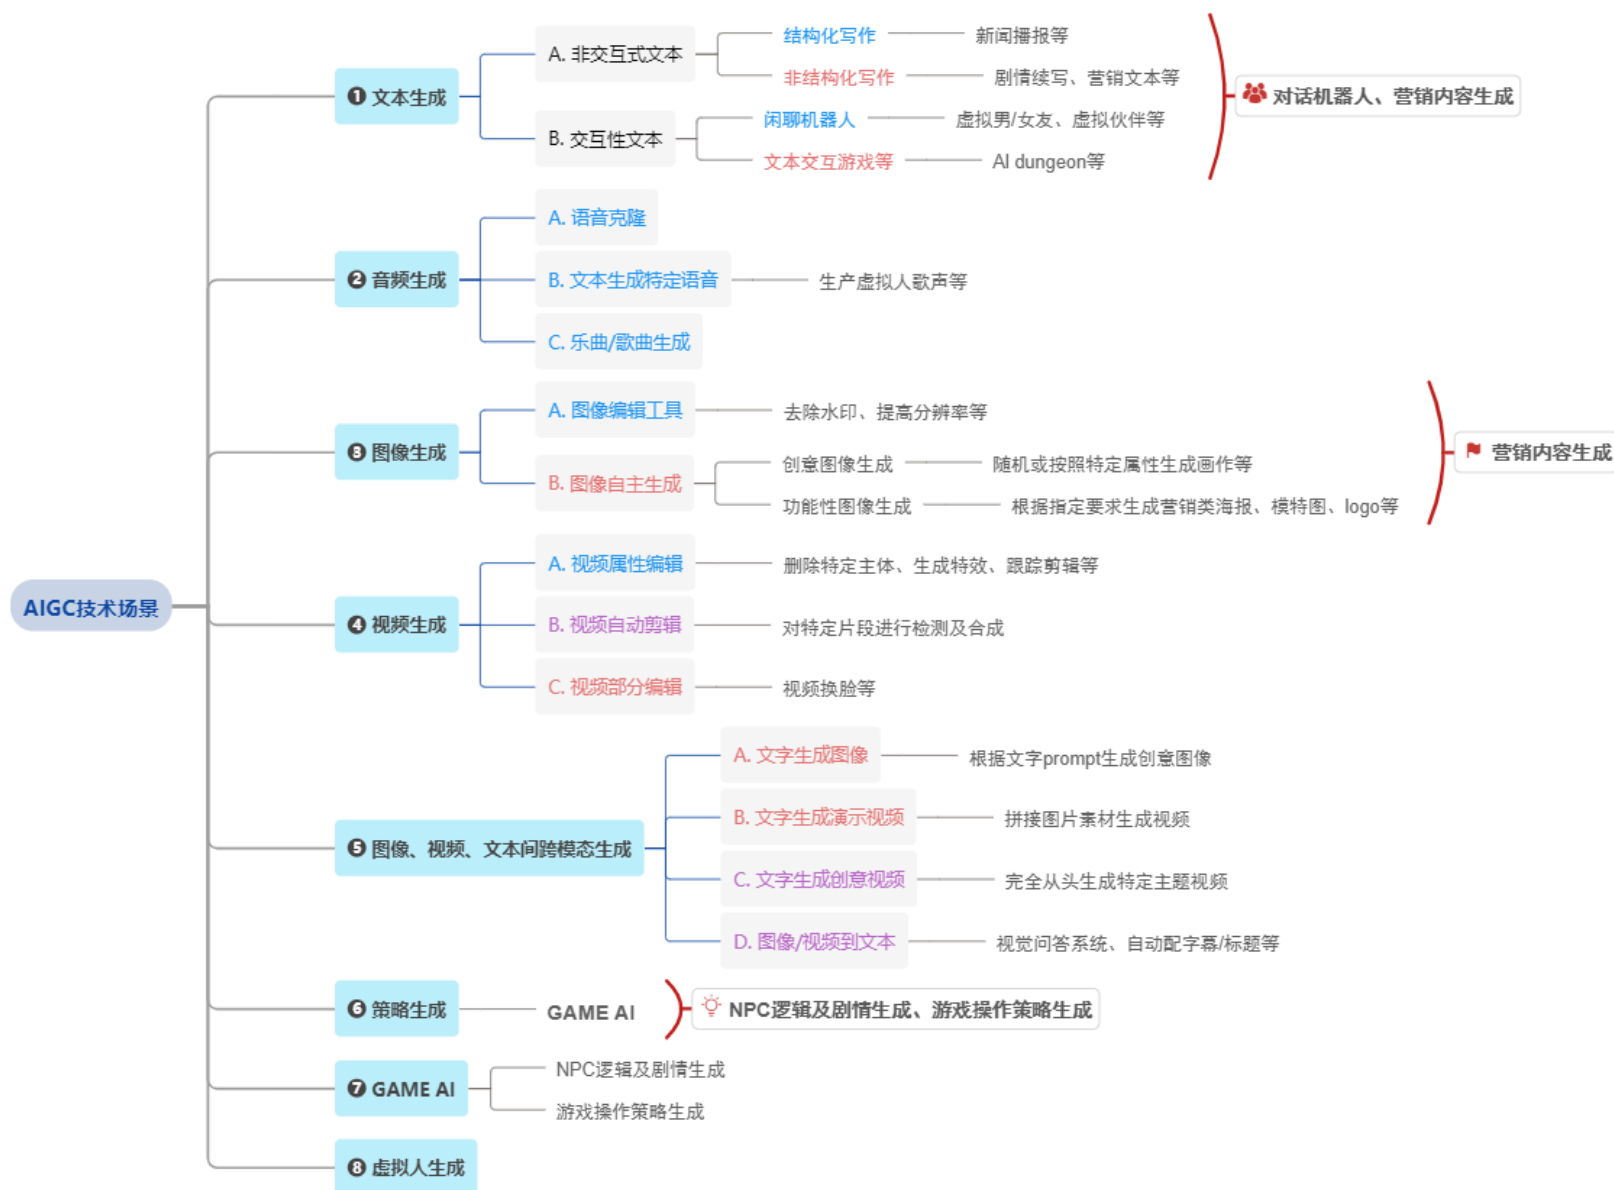 AIGC技术场景
❶ 文本生成
A. 非交互式文本
结构化写作
新闻播报等
非结构化写作
剧情续写、营销文本等
B. 交互性文本
闲聊机器人
虚拟男/女友、虚拟伙伴等
文本交互游戏等
AI dungeon等
对话机器人、营销内容生成
❷ 音频生成
A. 语音克隆
B. 文本生成特定语音
生产虚拟人歌声等
C. 乐曲/歌曲生成
❸ 图像生成
A. 图像编辑工具
去除水印、提高分辨率等
B. 图像自主生成
创意图像生成
随机或按照特定属性生成画作等
功能性图像生成
根据指定要求生成营销类海报、模特图、logo等
营销内容生成
❹ 视频生成
A. 视频属性编辑
删除特定主体、生成特效、跟踪剪辑等
B. 视频自动剪辑
对特定片段进行检测及合成
C. 视频部分编辑
视频换脸等
❺ 图像、视频、文本间跨模态生成
A. 文字生成图像
根据文字prompt生成创意图像
B. 文字生成演示视频
拼接图片素材生成视频
C. 文字生成创意视频
完全从头生成特定主题视频
D. 图像/视频到文本
视觉问答系统、自动配字幕/标题等
❻ 策略生成
GAME AI
NPC逻辑及剧情生成、游戏操作策略生成
❼ GAME AI
NPC逻辑及剧情生成
游戏操作策略生成
❽ 虚拟人生成